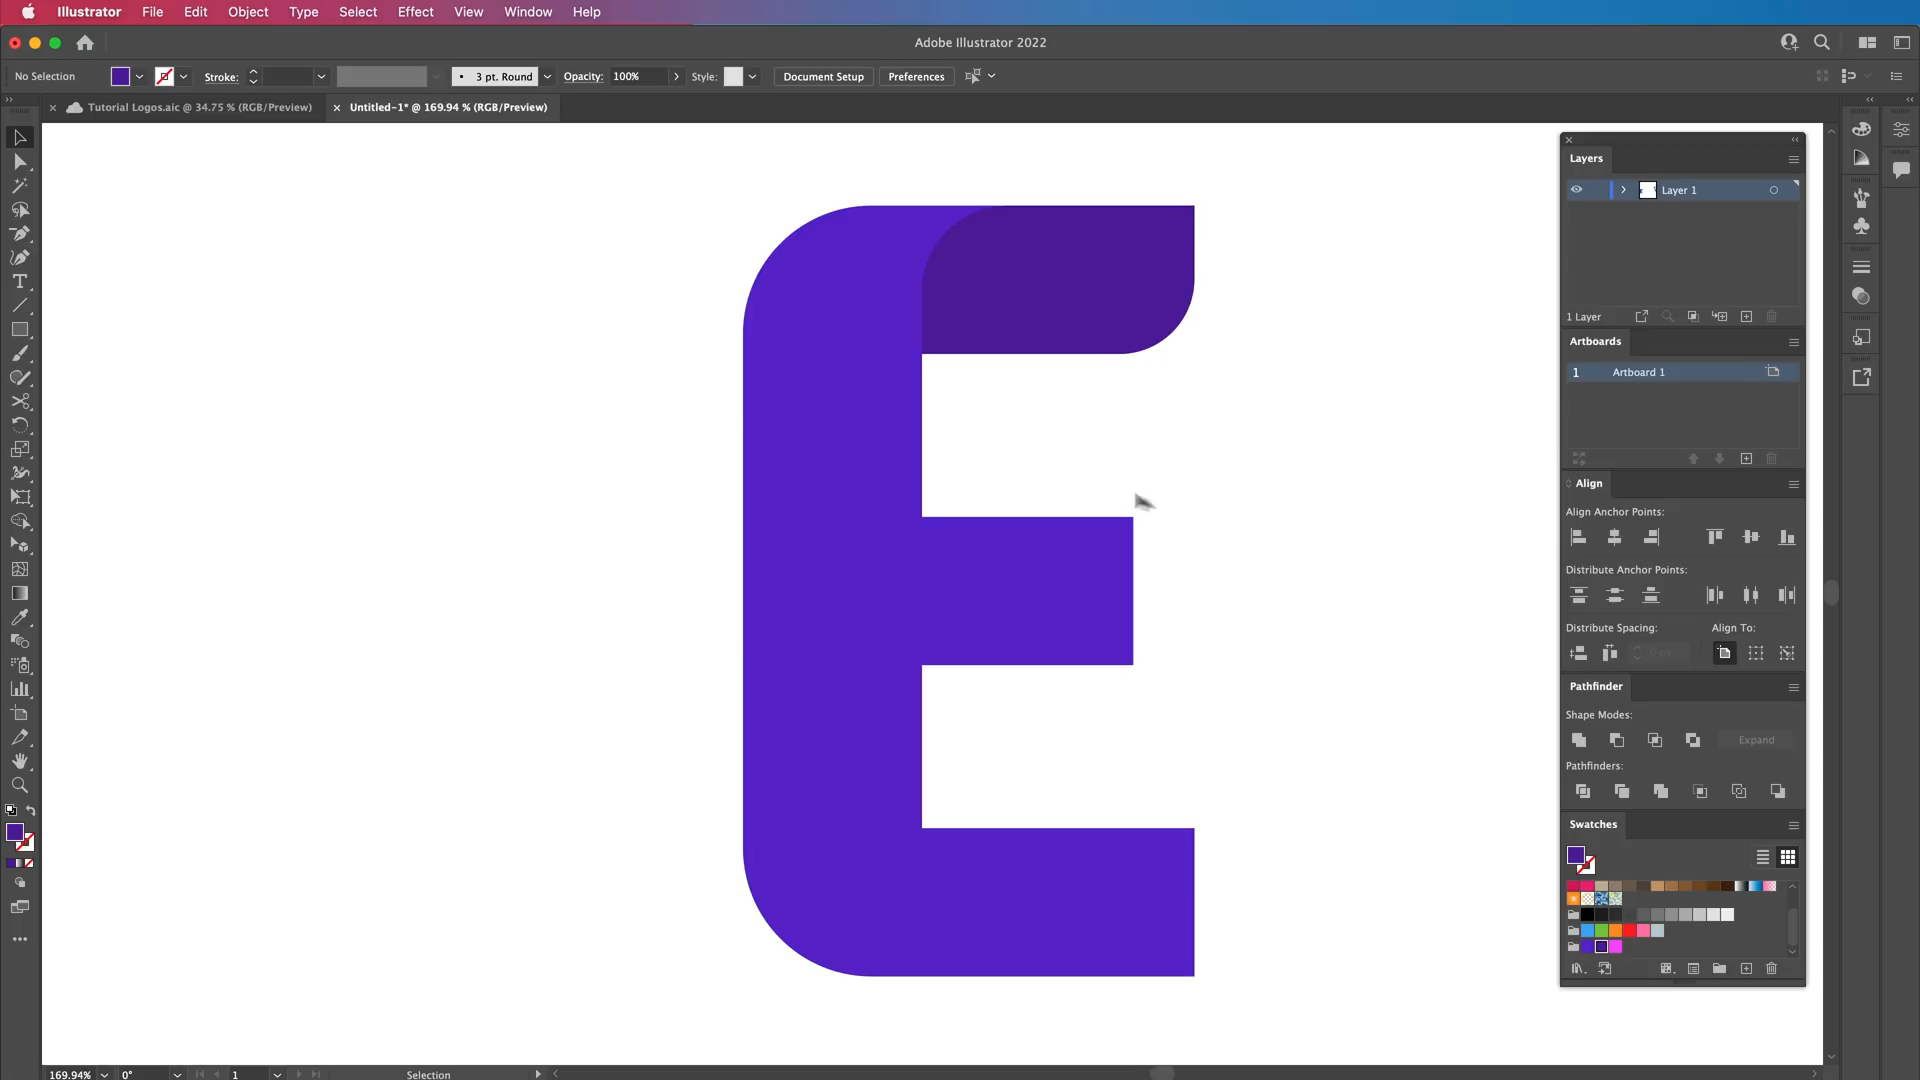 Illustrator File Edit Object Type Select Effect View Window Help
Adobe Illustrator 2022
No Selection Stroke: 3 pt. Round Opacity: 100% Style: Document Setup Preferences
Tutorial Logos.aic @ 34.75 % (RGB/Preview) Untitled-1* @ 169.94 % (RGB/Preview)
Layers
Layer 1
1 Layer
Artboards
1 Artboard 1
Align
Align Anchor Points:
Distribute Anchor Points:
Distribute Spacing: Align To:
0 px
Pathfinder
Shape Modes:
Expand
Pathfinders:
Swatches
E
169.94% 0° 1 Selection